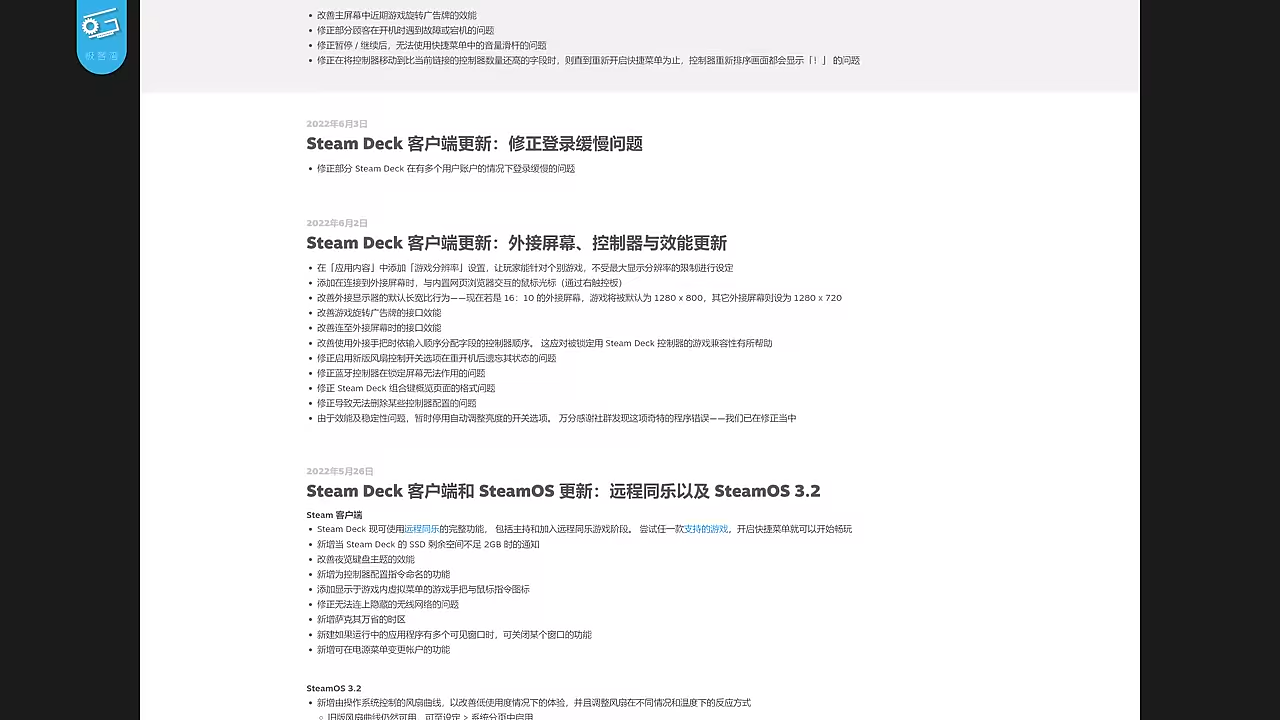 极客湾
改善主屏幕中近期游戏旋转广告牌的效能
修正部分顾客在开机时遇到故障或宕机的问题
修正暂停 / 继续后，无法使用快捷菜单中的音量滑杆的问题
修正在将控制器移动到比当前链接的控制器数量还高的字段时，则直到重新开启快捷菜单为止，控制器重新排序画面都会显示「！」 的问题
2022年6月3日
Steam Deck 客户端更新：修正登录缓慢问题
修正部分 Steam Deck 在有多个用户账户的情况下登录缓慢的问题
2022年6月2日
Steam Deck 客户端更新：外接屏幕、控制器与效能更新
在「应用内容」中添加「游戏分辨率」设置，让玩家能针对个别游戏，不受最大显示分辨率的限制进行设定
添加在连接到外接屏幕时，与内置网页浏览器交互的鼠标光标（通过右触控板）
改善外接显示器的默认长宽比行为——现在若是 16：10 的外接屏幕，游戏将被默认为 1280 x 800，其它外接屏幕则设为 1280 x 720
改善游戏旋转广告牌的接口效能
改善连至外接屏幕时的接口效能
改善使用外接手把时依输入顺序分配字段的控制器顺序。 这应对被锁定用 Steam Deck 控制器的游戏兼容性有所帮助
修正启用新版风扇控制开关选项在重开机后遗忘其状态的问题
修正蓝牙控制器在锁定屏幕无法作用的问题
修正 Steam Deck 组合键概览页面的格式问题
修正导致无法删除某些控制器配置的问题
由于效能及稳定性问题，暂时停用自动调整亮度的开关选项。 万分感谢社群发现这项奇特的程序错误——我们已在修正当中
2022年5月26日
Steam Deck 客户端和 SteamOS 更新：远程同乐以及 SteamOS 3.2
Steam 客户端
Steam Deck 现可使用远程同乐的完整功能， 包括主持和加入远程同乐游戏阶段。 尝试任一款支持的游戏，开启快捷菜单就可以开始畅玩
新增当 Steam Deck 的 SSD 剩余空间不足 2GB 时的通知
改善夜览键盘主题的效能
新增为控制器配置指令命名的功能
添加显示于游戏内虚拟菜单的游戏手把与鼠标指令图标
修正无法连上隐藏的无线网络的问题
新增萨克其万省的时区
新建如果运行中的应用程序有多个可见窗口时，可关闭某个窗口的功能
新增可在电源菜单变更帐户的功能
SteamOS 3.2
新增由操作系统控制的风扇曲线，以改善低使用度情况下的体验，并且调整风扇在不同情况和温度下的反应方式
旧版风扇曲线仍然可用，可至设定 > 系统分页中启用